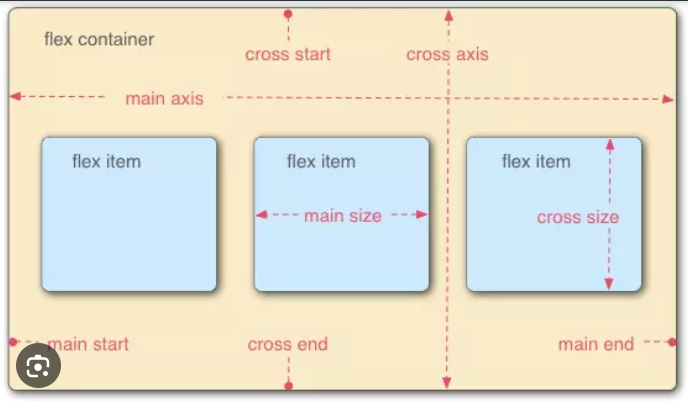 flex container
cross start
cross axis
main axis
flex item
flex item
flex item
main size
cross size
main start
cross end
main end